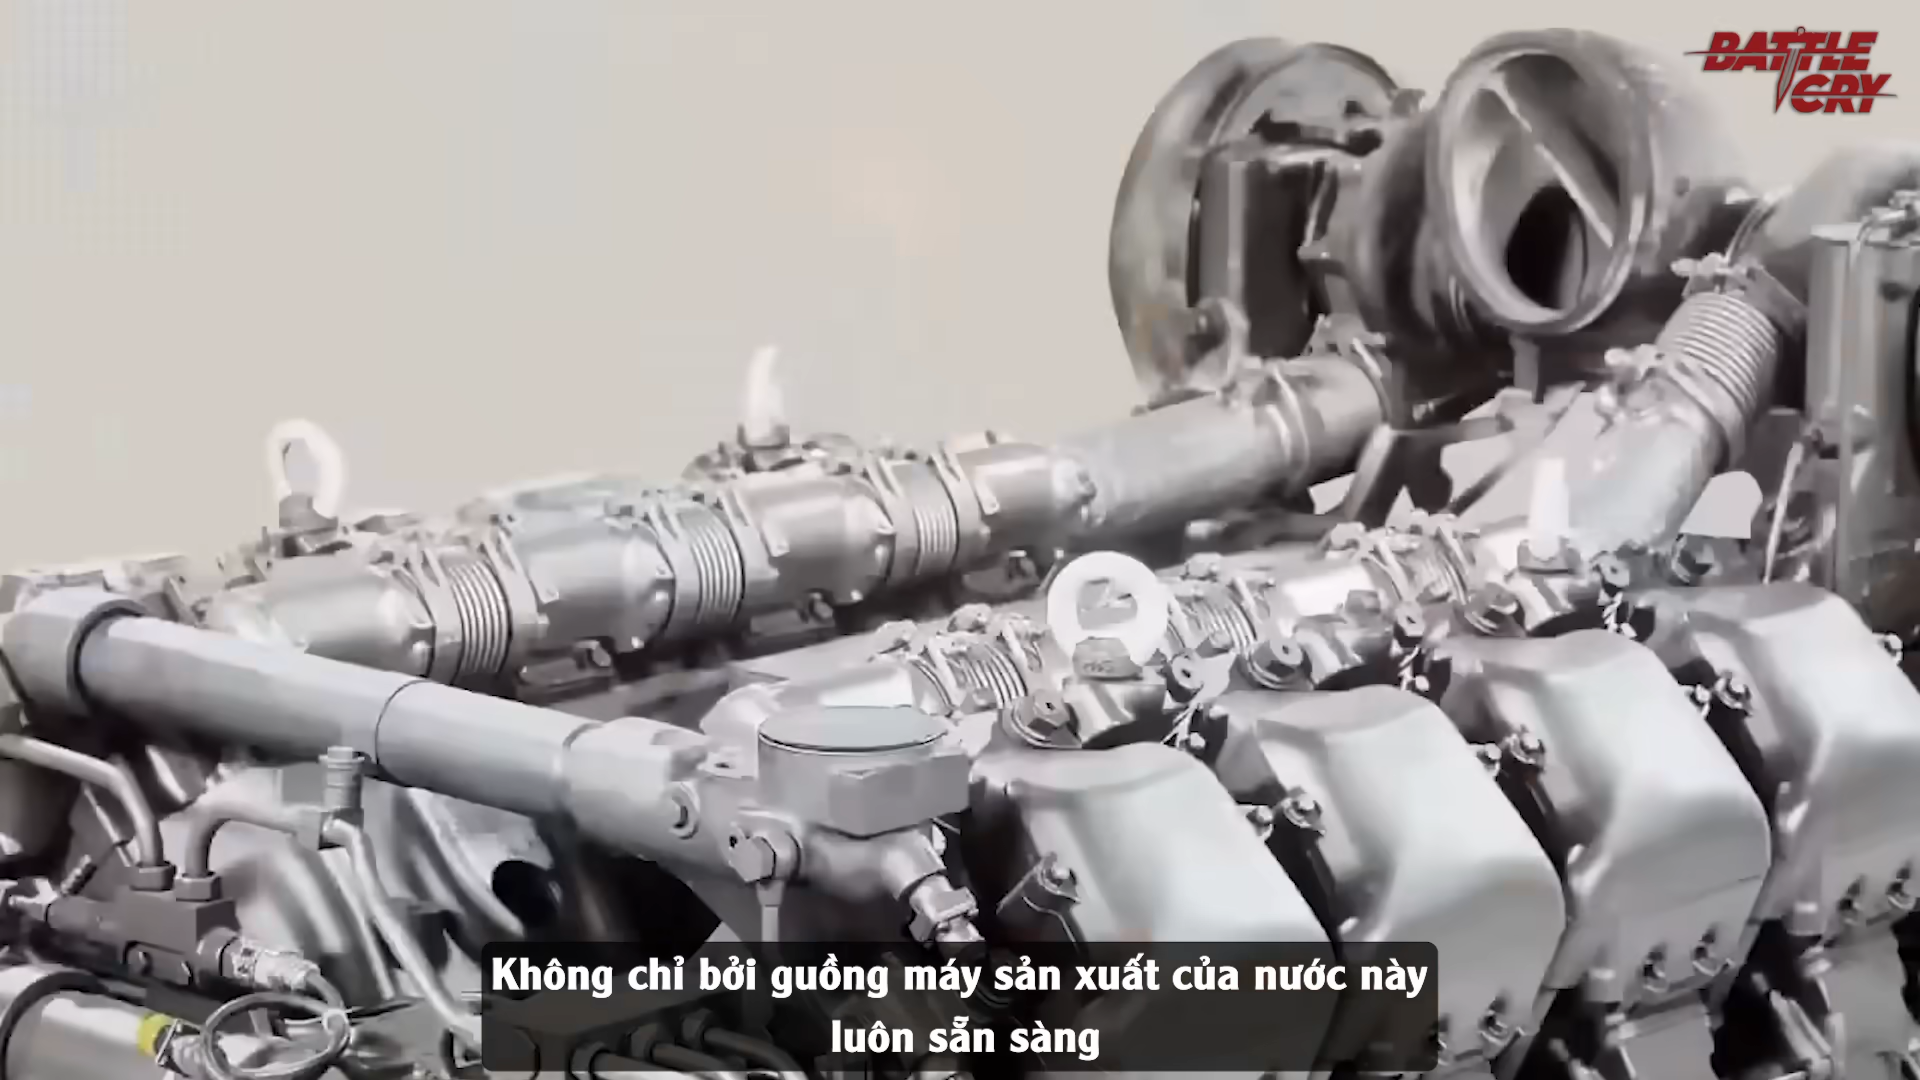 BATTLE
CRY
Không chỉ bởi guồng máy sản xuất của nước này
luôn sẵn sàng